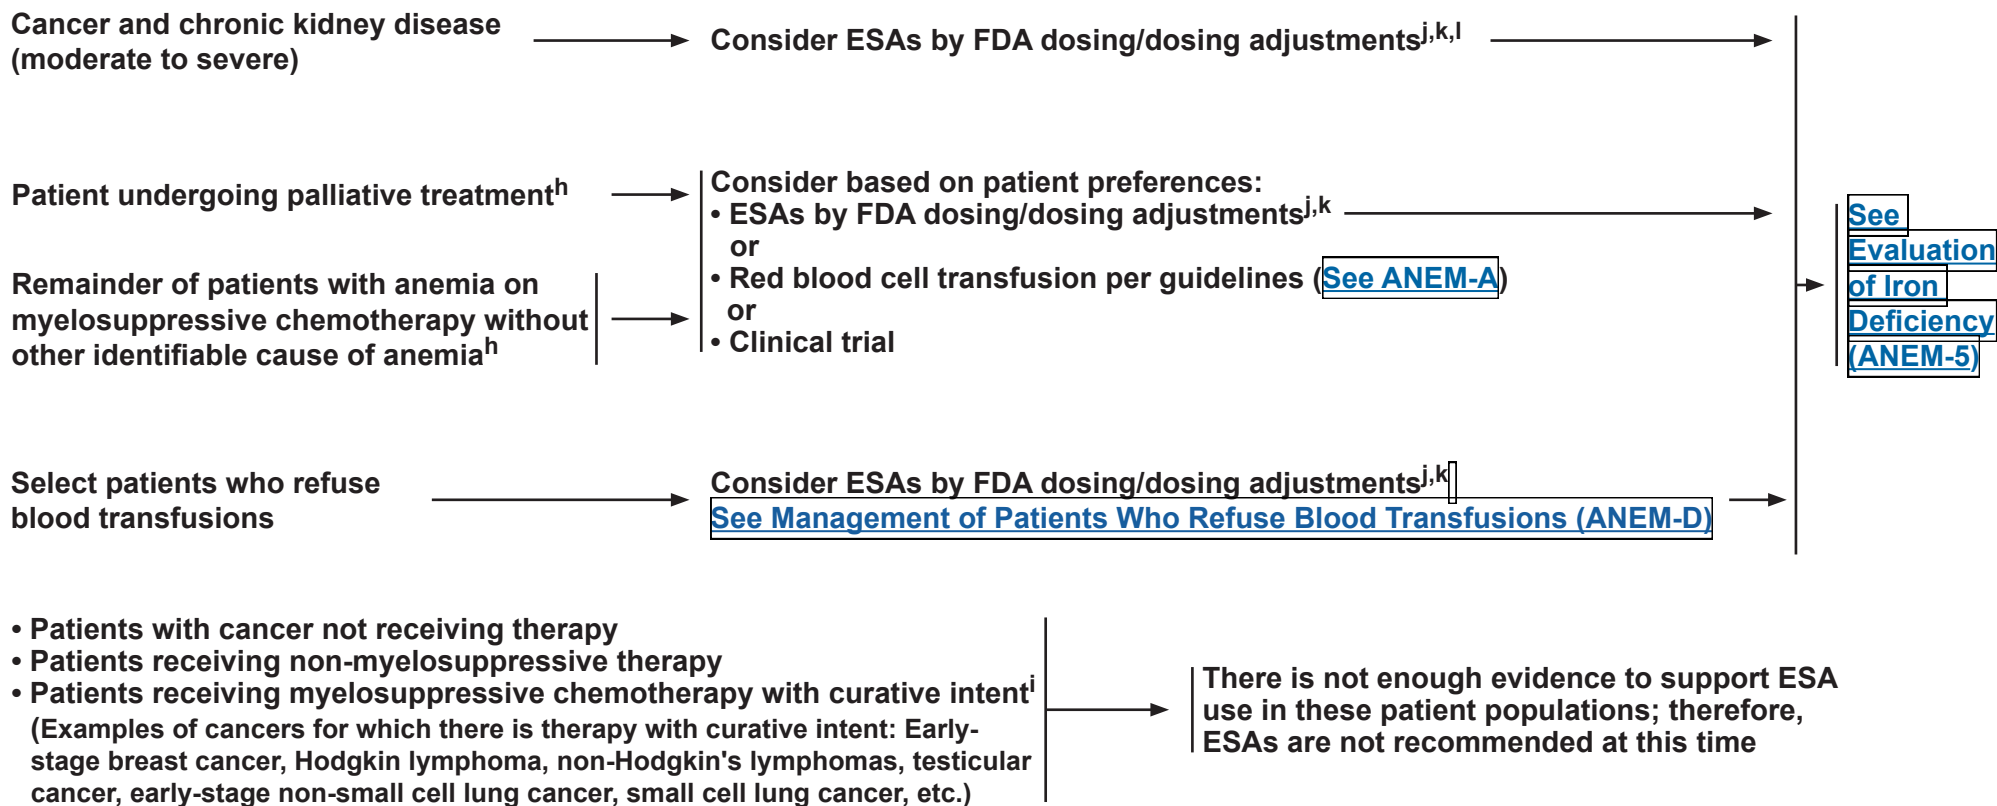 Cancer and chronic kidney disease
(moderate to severe)
Consider ESAs by FDA dosing/dosing adjustmentsj,k,l
Patient undergoing palliative treatmenth
Remainder of patients with anemia on
myelosuppressive chemotherapy without
other identifiable cause of anemiah
Consider based on patient preferences:
• ESAs by FDA dosing/dosing adjustmentsj,k
or
• Red blood cell transfusion per guidelines (See ANEM-A)
or
• Clinical trial
See
Evaluation
of Iron
Deficiency
(ANEM-5)
Select patients who refuse
blood transfusions
Consider ESAs by FDA dosing/dosing adjustmentsj,k
See Management of Patients Who Refuse Blood Transfusions (ANEM-D)
• Patients with cancer not receiving therapy
• Patients receiving non-myelosuppressive therapy
• Patients receiving myelosuppressive chemotherapy with curative intenti
(Examples of cancers for which there is therapy with curative intent: Early-
stage breast cancer, Hodgkin lymphoma, non-Hodgkin's lymphomas, testicular
cancer, early-stage non-small cell lung cancer, small cell lung cancer, etc.)
There is not enough evidence to support ESA
use in these patient populations; therefore,
ESAs are not recommended at this time